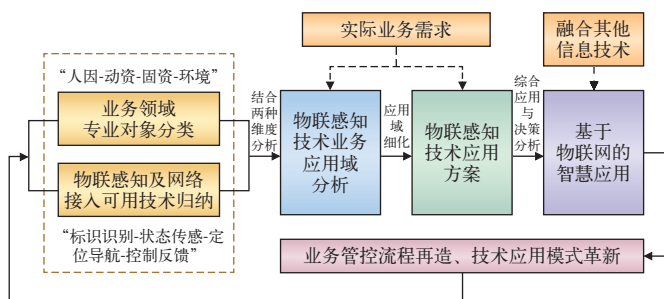 实际业务需求
融合其他
信息技术
“人因-动资-固资-环境”
业务领域
专业对象分类
物联感知及网络
接入可用技术归纳
“标识识别-状态传感-定
位导航-控制反馈”
结合
两种
维度
分析
物联感知
技术业务
应用域
分析
应用
域
细化
物联感知
技术应用
方案
综合
应用
与
决策
分析
基于
物联网的
智慧应用
业务管控流程再造、技术应用模式革新